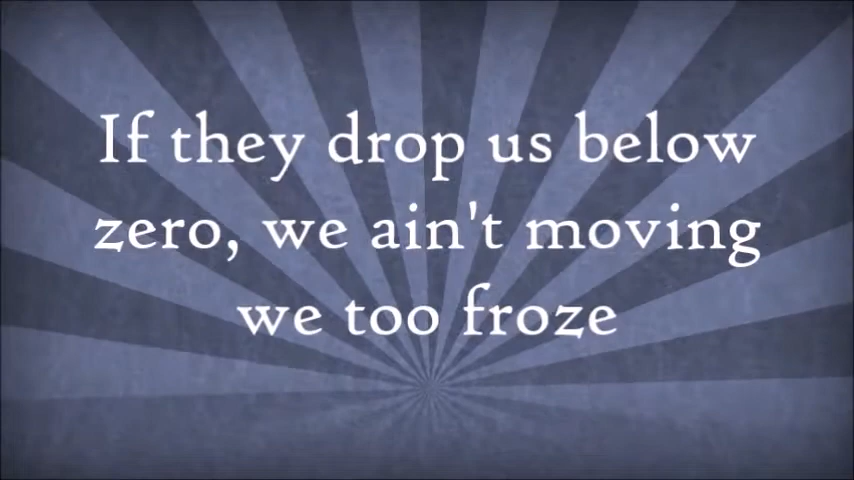 If they drop us below
zero, we ain't moving
we too froze